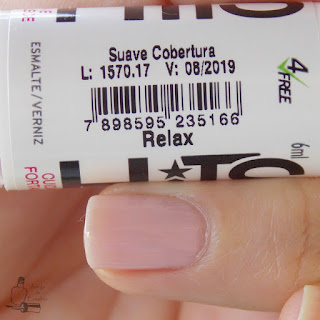 Suave Cobertura
L: 1570.17 V: 08/2019
7 898595 235166
Relax
ESMALTE/VERNIZ
4
FREE
6ml